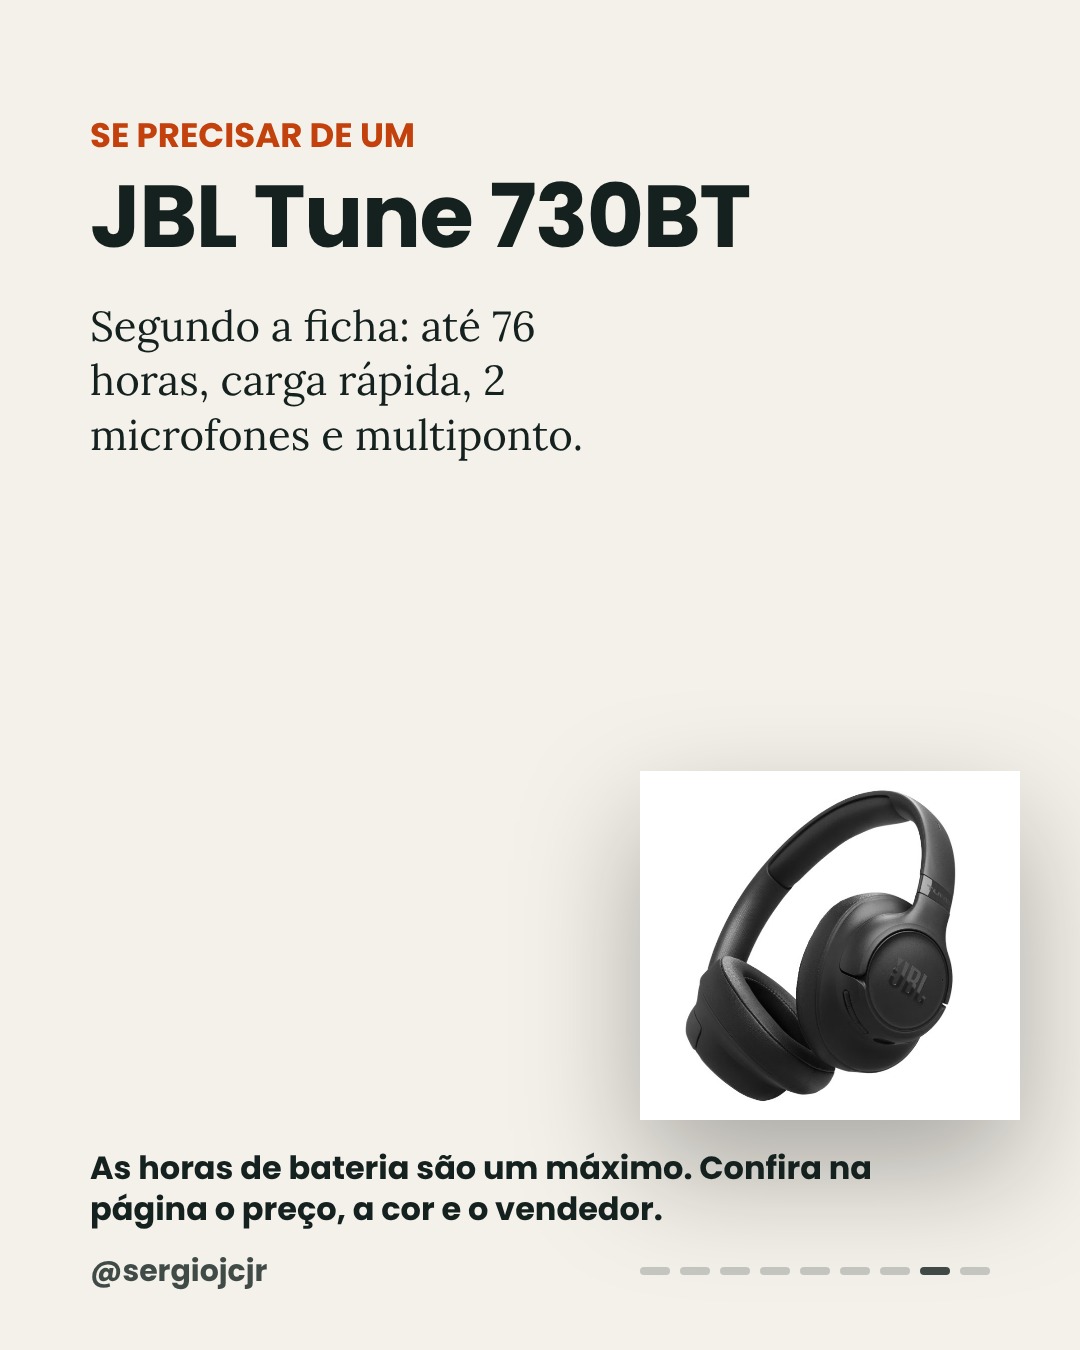 SE PRECISAR DE UM
JBL Tune 730BT
Segundo a ficha: até 76
horas, carga rápida, 2
microfones e multiponto.
JBL
As horas de bateria são um máximo. Confira na
página o preço, a cor e o vendedor.
@sergiojcjr